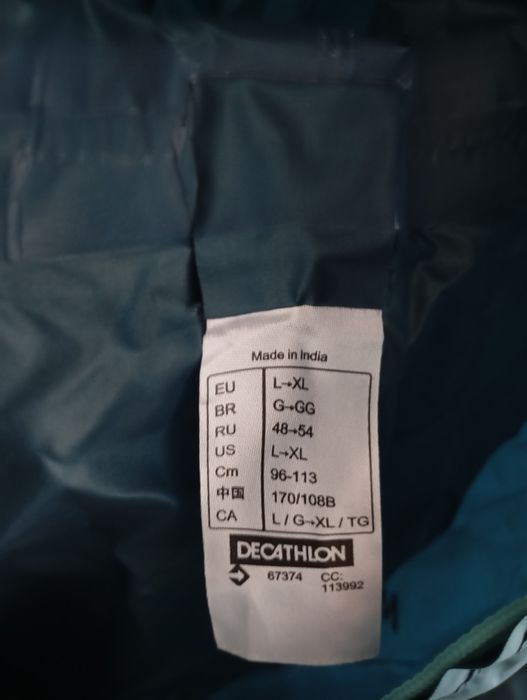 Made in India
EU L→XL
BR G→GG
RU 48→54
US L→XL
Cm 96-113
中国 170/108B
CA L / G→XL / TG
DECATHLON
67374 CC:
113992